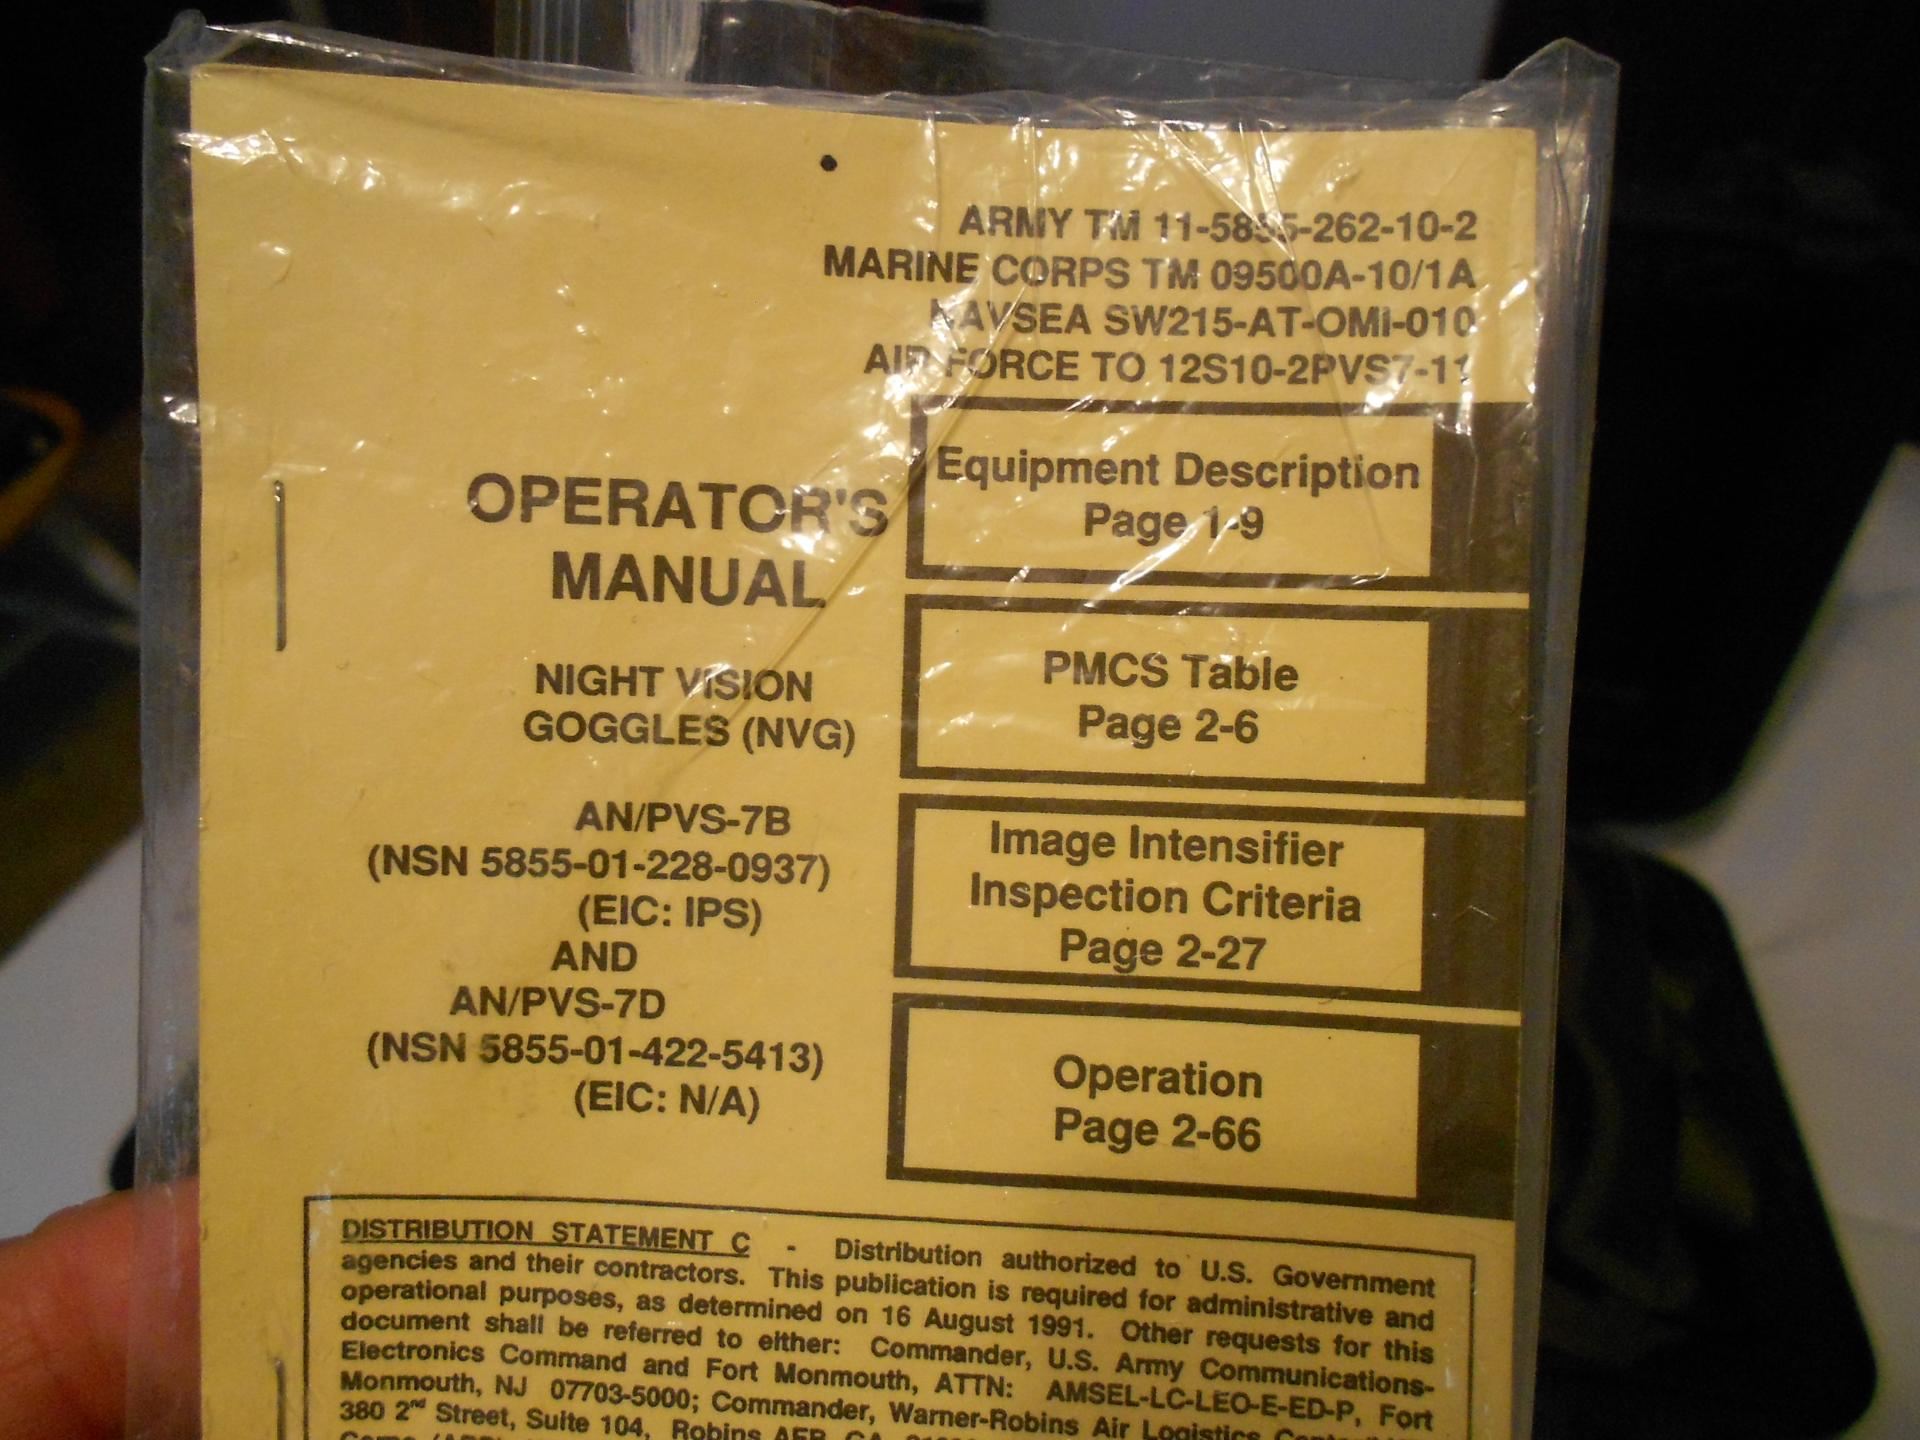 ARMY TM 11-5855-262-10-2
MARINE CORPS TM 09500A-10/1A
NAVSEA SW215-AT-OMI-010
AIR FORCE TO 12S10-2PVS7-11
OPERATOR'S
MANUAL
NIGHT VISION
GOGGLES (NVG)
AN/PVS-7B
(NSN 5855-01-228-0937)
(EIC: IPS)
AND
AN/PVS-7D
(NSN 5855-01-422-5413)
(EIC: N/A)
Equipment Description
Page 1-9
PMCS Table
Page 2-6
Image Intensifier
Inspection Criteria
Page 2-27
Operation
Page 2-66
DISTRIBUTION STATEMENT C - Distribution authorized to U.S. Government
agencies and their contractors. This publication is required for administrative and
operational purposes, as determined on 16 August 1991. Other requests for this
document shall be referred to either: Commander, U.S. Army Communications-
Electronics Command and Fort Monmouth, ATTN: AMSEL-LC-LEO-E-ED-P, Fort
Monmouth, NJ 07703-5000; Commander, Warner-Robins Air Logistics
380 2nd Street, Suite 104, Robins AFB, GA